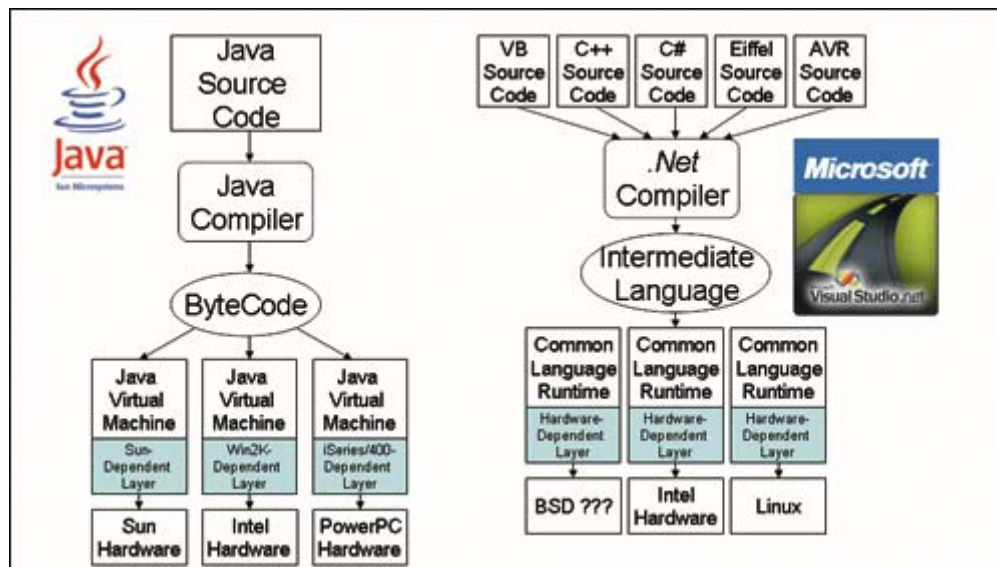 Java
Sun Microsystems
Java
Source
Code
Java
Compiler
ByteCode
Java
Virtual
Machine
Sun-
Dependent
Layer
Sun
Hardware
Java
Virtual
Machine
Win2K-
Dependent
Layer
Intel
Hardware
Java
Virtual
Machine
iSeries/400-
Dependent
Layer
PowerPC
Hardware
VB
Source
Code
C++
Source
Code
C#
Source
Code
Eiffel
Source
Code
AVR
Source
Code
.Net
Compiler
Intermediate
Language
Microsoft
Visual Studio.net
Common
Language
Runtime
Hardware-
Dependent
Layer
BSD ???
Common
Language
Runtime
Hardware-
Dependent
Layer
Intel
Hardware
Common
Language
Runtime
Hardware-
Dependent
Layer
Linux